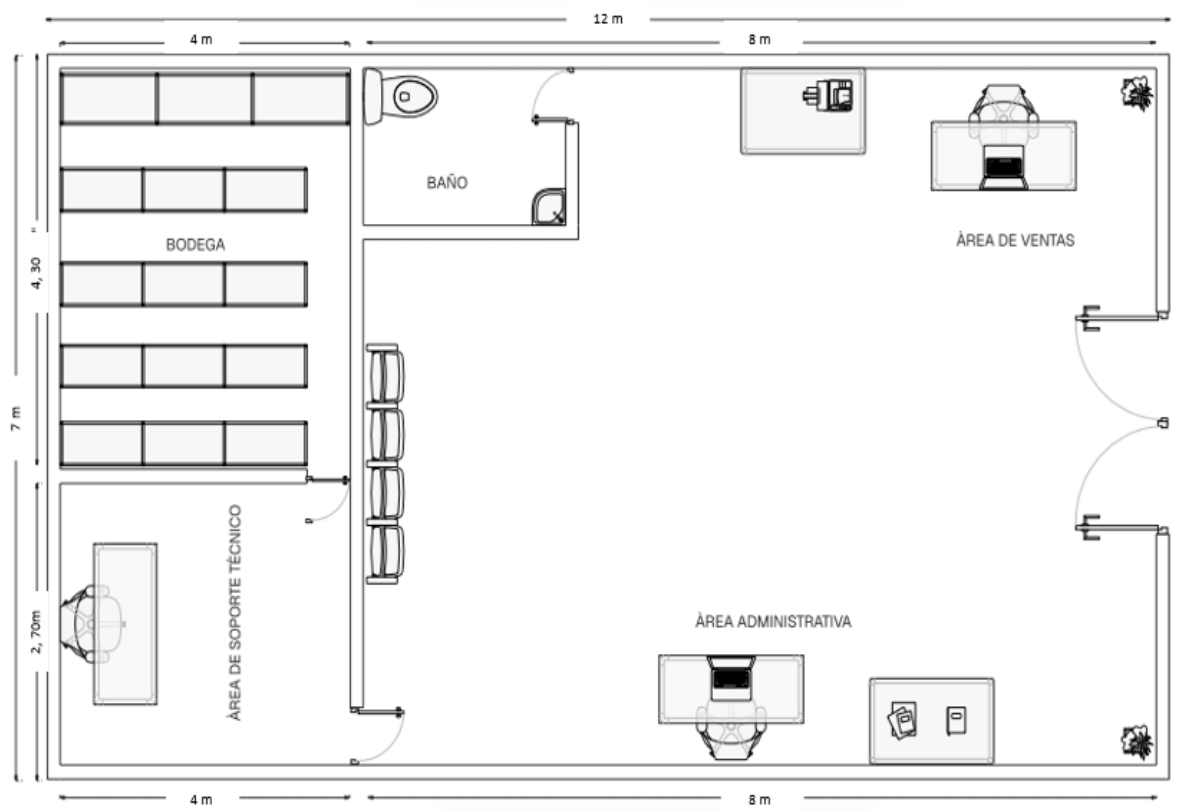 12 m
4 m
8 m
BAÑO
BODEGA
ÀREA DE VENTAS
4, 30 "
7 m
ÀREA DE SOPORTE TÈCNICO
2, 70m
ÀREA ADMINISTRATIVA
4 m
8 m